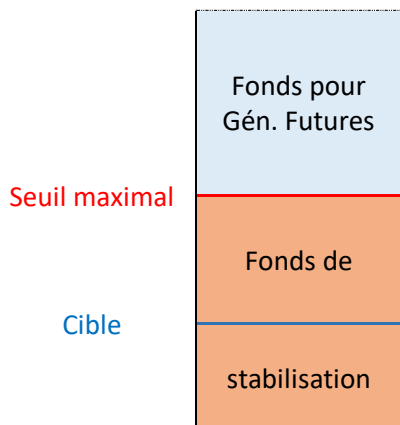 Fonds pour
Gén. Futures
Seuil maximal
Fonds de
Cible
stabilisation